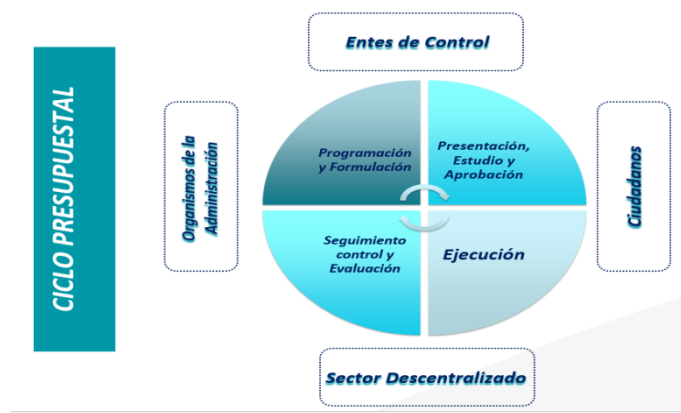 CICLO PRESUPUESTAL
Entes de Control
Organismos de la
Administración
Programación
y Formulación
Presentación,
Estudio y
Aprobación
Ciudadanos
Seguimiento
control y
Evaluación
Ejecución
Sector Descentralizado